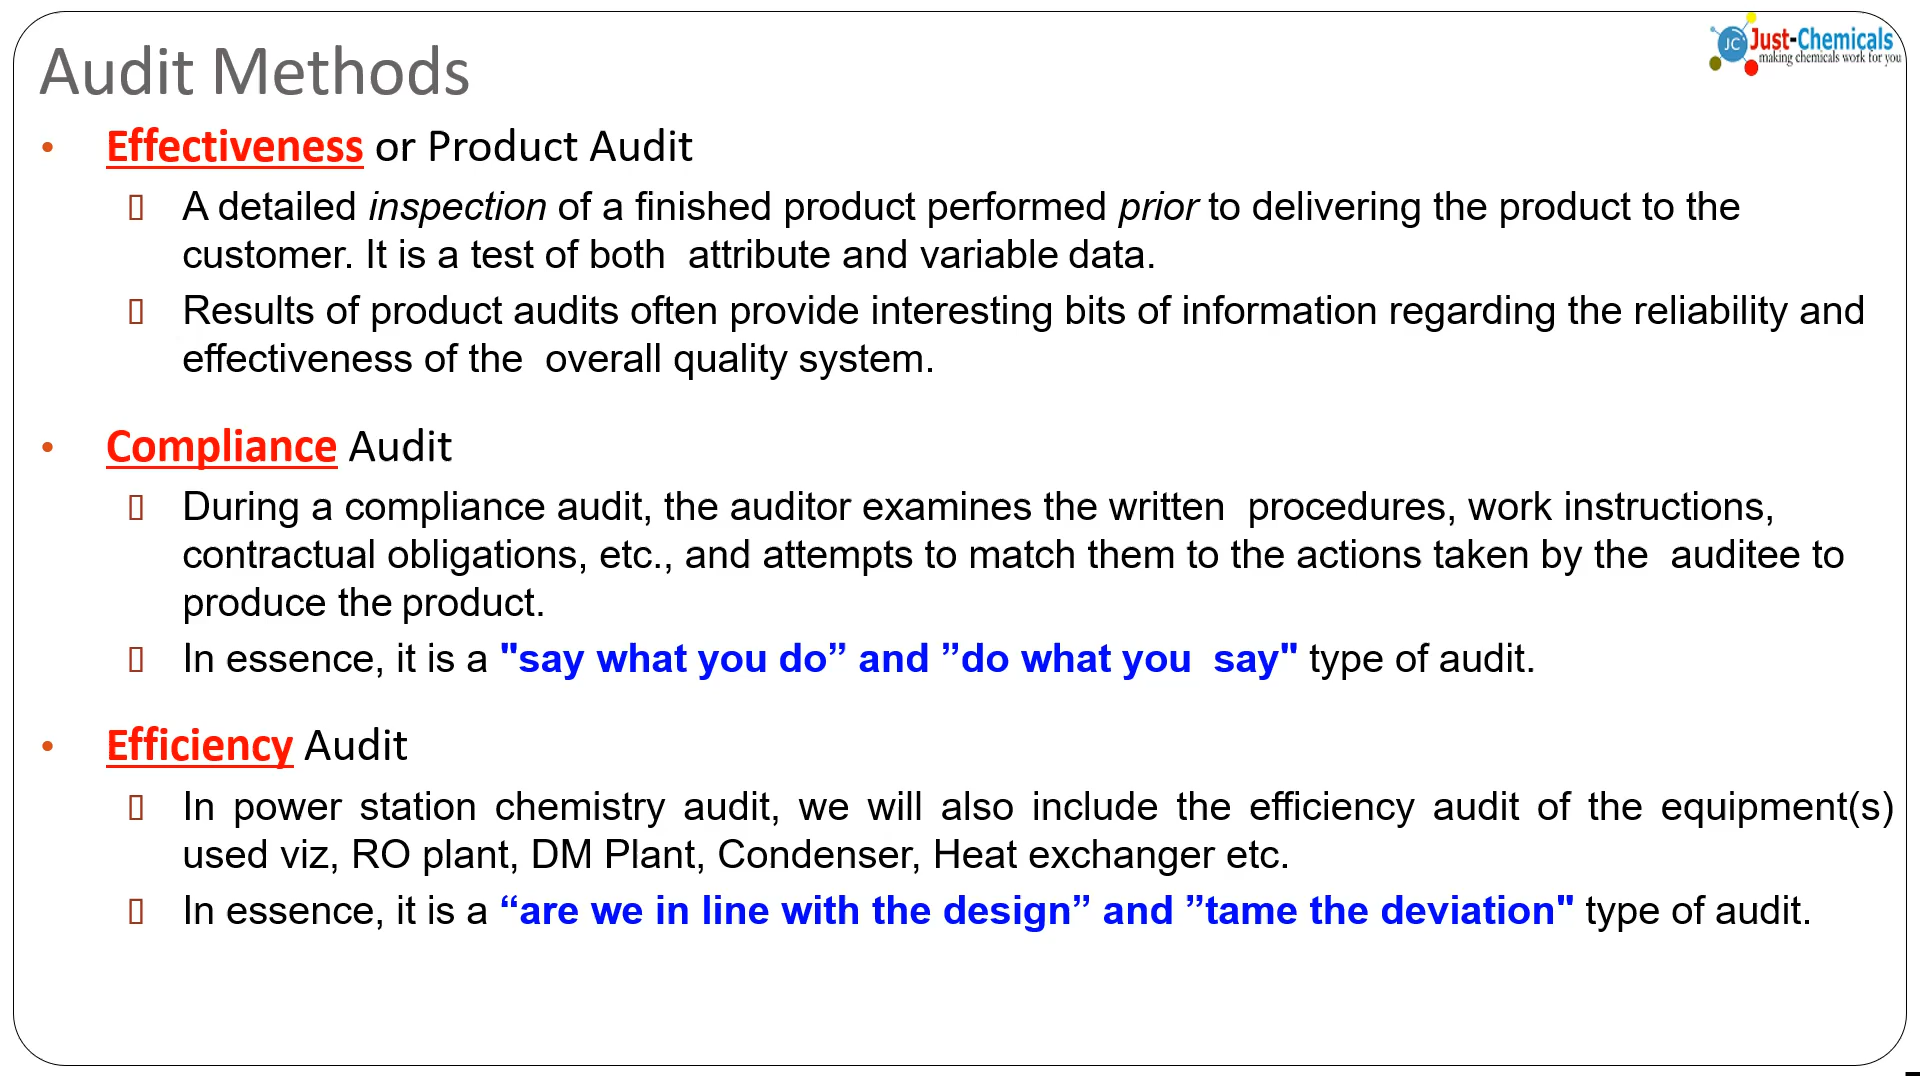 Audit Methods
JC Just-Chemicals
making chemicals work for you
• Effectiveness or Product Audit
A detailed inspection of a finished product performed prior to delivering the product to the
customer. It is a test of both  attribute and variable data.
Results of product audits often provide interesting bits of information regarding the reliability and
effectiveness of the  overall quality system.
• Compliance Audit
During a compliance audit, the auditor examines the written  procedures, work instructions,
contractual obligations, etc., and attempts to match them to the actions taken by the  auditee to
produce the product.
In essence, it is a "say what you do” and ”do what you  say" type of audit.
• Efficiency Audit
In power station chemistry audit, we will also include the efficiency audit of the equipment(s)
used viz, RO plant, DM Plant, Condenser, Heat exchanger etc.
In essence, it is a “are we in line with the design” and ”tame the deviation" type of audit.